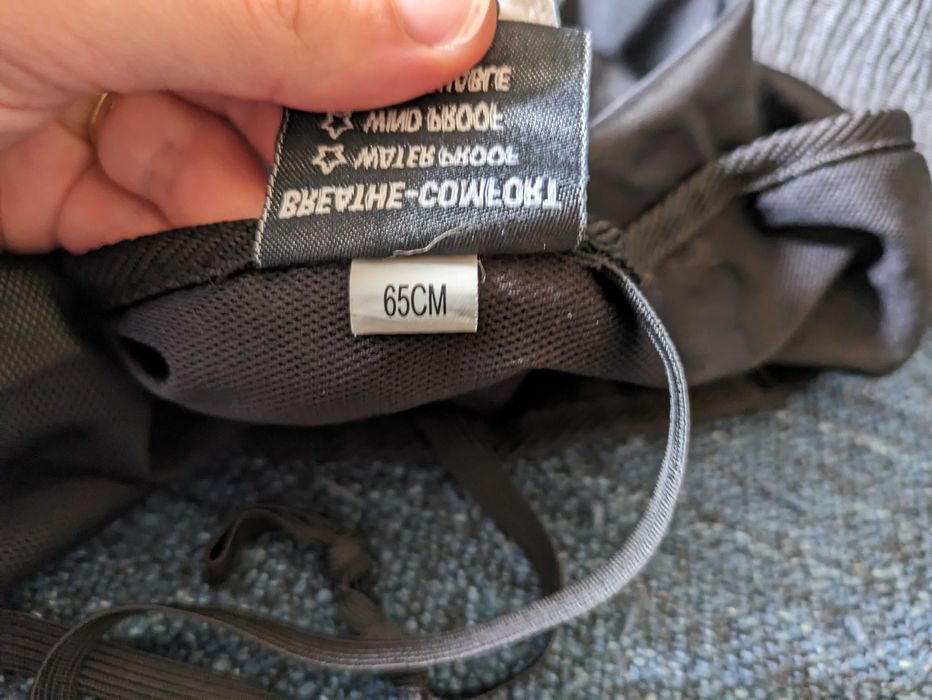 BREATHE-COMFORT
WATER PROOF
WIND PROOF
65CM